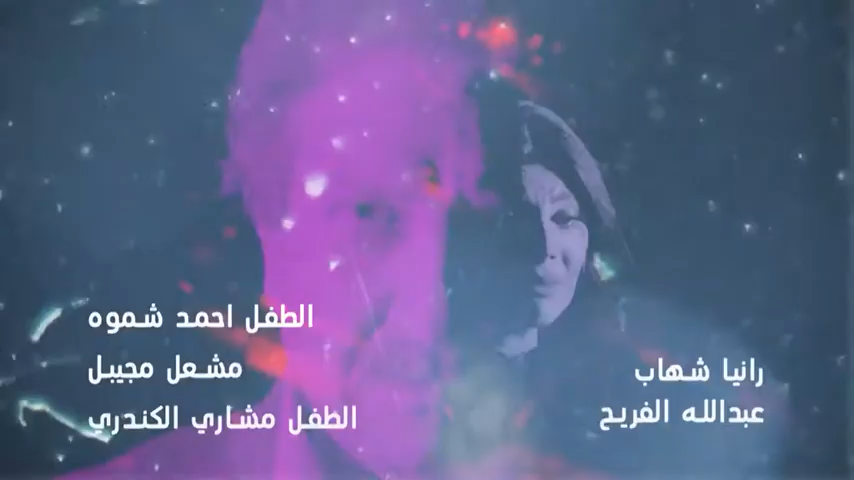 رانيا شهاب
عبدالله الفريح
الطفل احمد شموه
مشعل مجيبل
الطفل مشاري الكندري